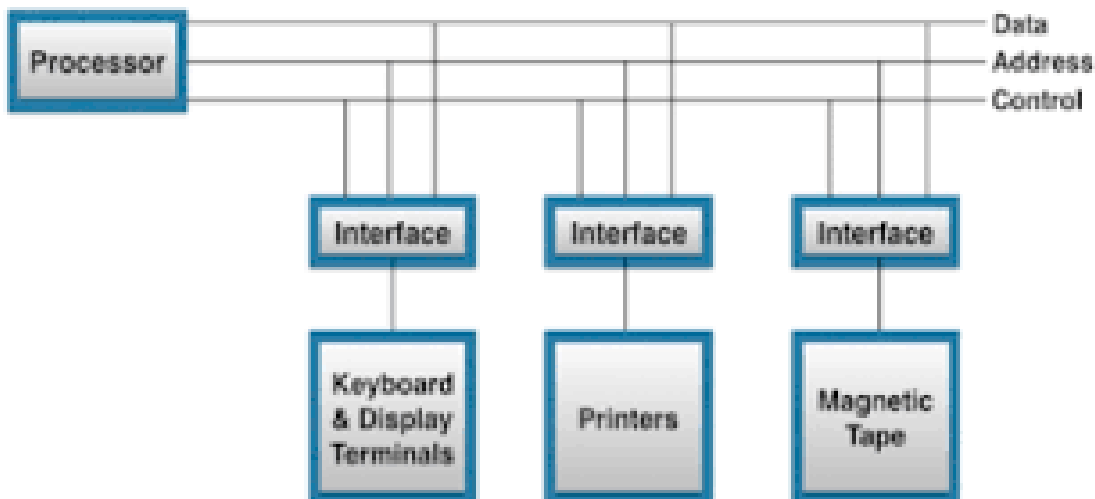 Data
Processor
Address
Control
Interface
Interface
Interface
Keyboard
& Display
Terminals
Printers
Magnetic
Tape